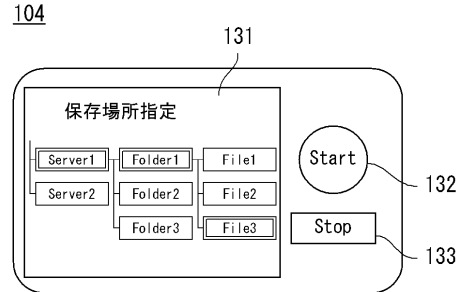 104
131
保存場所指定
Server1 Folder1 File1
Server2 Folder2 File2
Folder3 File3
Start
132
Stop
133